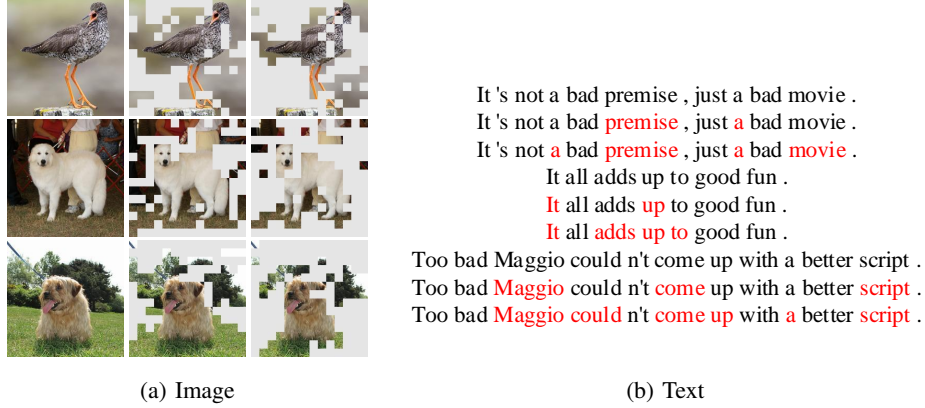 It 's not a bad premise , just a bad movie .
It 's not a bad premise , just a bad movie .
It 's not a bad premise , just a bad movie .
It all adds up to good fun .
It all adds up to good fun .
It all adds up to good fun .
Too bad Maggio could n't come up with a better script .
Too bad Maggio could n't come up with a better script .
Too bad Maggio could n't come up with a better script .
(a) Image
(b) Text